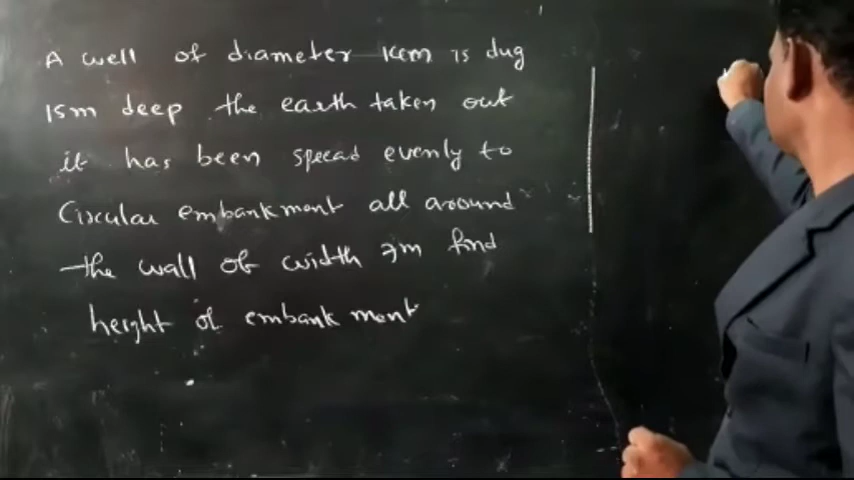 A well of diameter 14m is dug
15m deep the earth taken out
it has been spread evenly to
Circular embankment all around
the wall of width 7m find
height of embankment